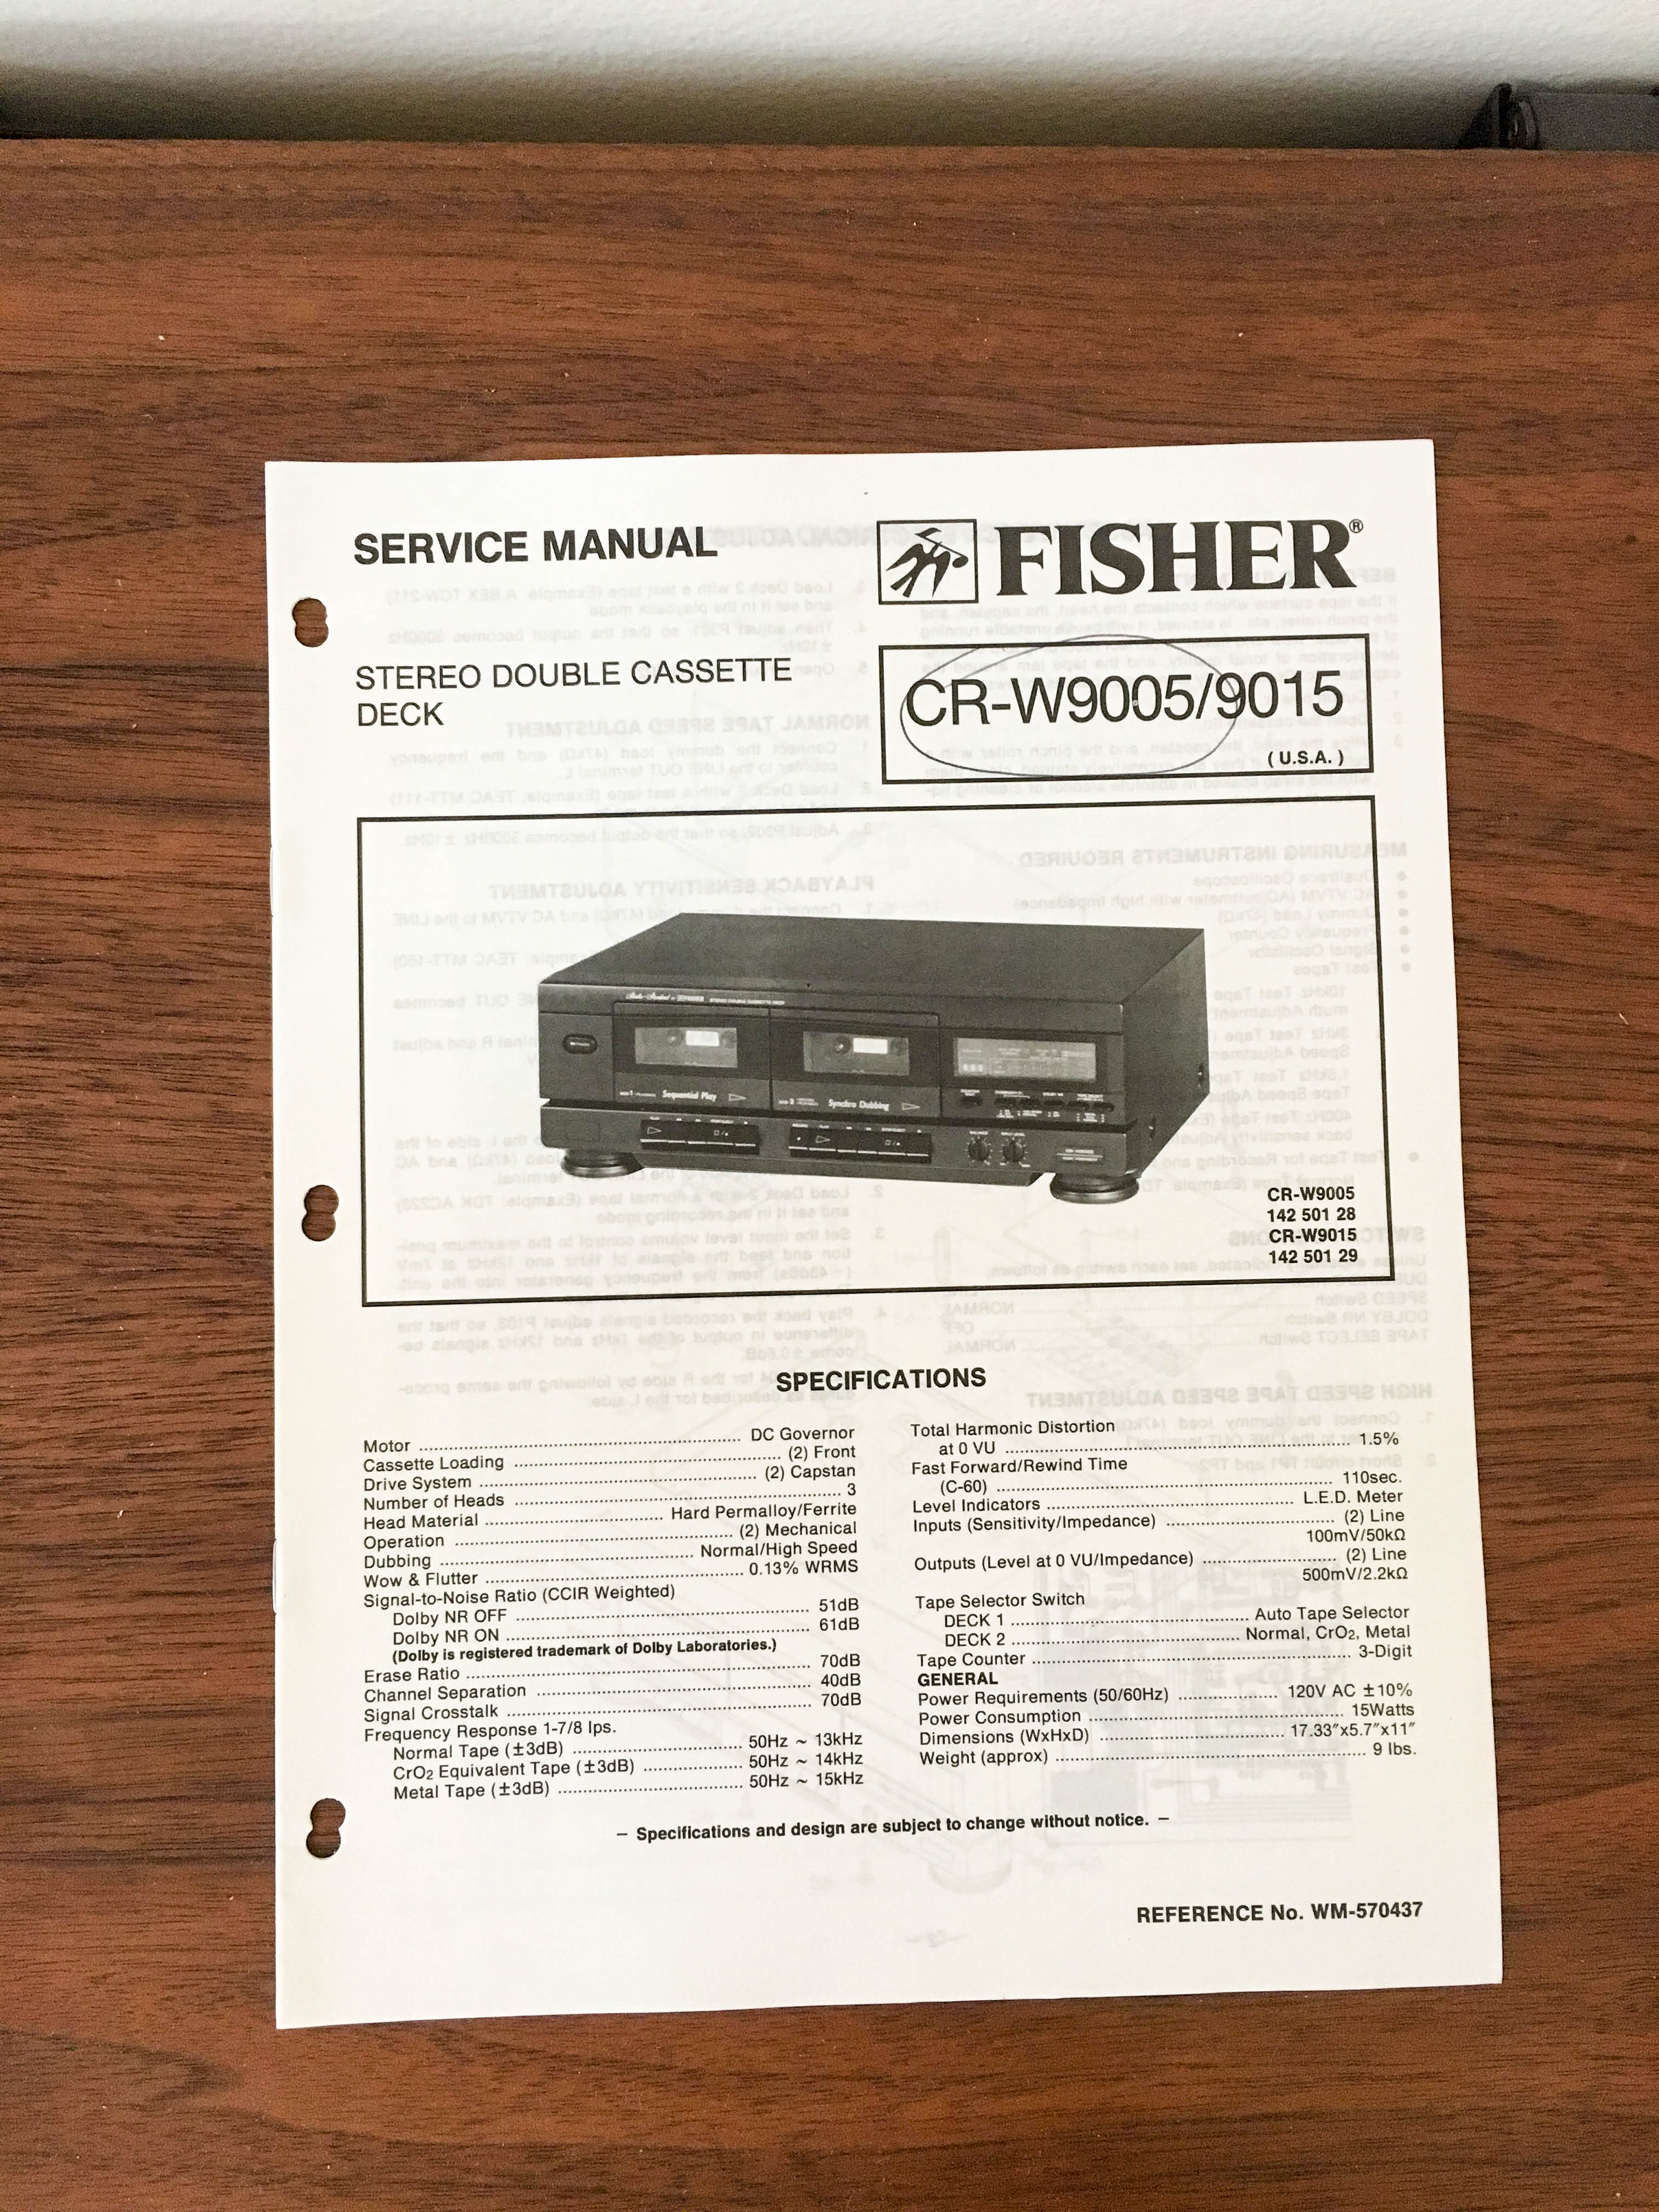 SERVICE MANUAL
FISHER®
STEREO DOUBLE CASSETTE
DECK
CR-W9005/9015
( U.S.A. )
STEREO DOUBLE CASSETTE DECK
Sequential Play
Synchro Dubbing
CR-W9005
142 501 28
CR-W9015
142 501 29
SPECIFICATIONS
Motor ........ DC Governor
Cassette Loading ........ (2) Front
Drive System ........ (2) Capstan
Number of Heads ........ 3
Head Material ........ Hard Permalloy/Ferrite
Operation ........ (2) Mechanical
Dubbing ........ Normal/High Speed
Wow & Flutter ........ 0.13% WRMS
Signal-to-Noise Ratio (CCIR Weighted)
Dolby NR OFF ........ 51dB
Dolby NR ON ........ 61dB
(Dolby is registered trademark of Dolby Laboratories.)
Erase Ratio ........ 70dB
Channel Separation ........ 40dB
Signal Crosstalk ........ 70dB
Frequency Response 1-7/8 Ips.
Normal Tape (±3dB) ........ 50Hz ~ 13kHz
CrO2 Equivalent Tape (±3dB) ........ 50Hz ~ 14kHz
Metal Tape (±3dB) ........ 50Hz ~ 15kHz
Total Harmonic Distortion
at 0 VU ........ 1.5%
Fast Forward/Rewind Time
(C-60) ........ 110sec.
Level Indicators ........ L.E.D. Meter
Inputs (Sensitivity/Impedance) ........ (2) Line
100mV/50kΩ
Outputs (Level at 0 VU/Impedance) ........ (2) Line
500mV/2.2kΩ
Tape Selector Switch
DECK 1 ........ Auto Tape Selector
DECK 2 ........ Normal, CrO2, Metal
Tape Counter ........ 3-Digit
GENERAL
Power Requirements (50/60Hz) ........ 120V AC ±10%
Power Consumption ........ 15Watts
Dimensions (WxHxD) ........ 17.33″x5.7″x11″
Weight (approx) ........ 9 lbs.
– Specifications and design are subject to change without notice. –
REFERENCE No. WM-570437